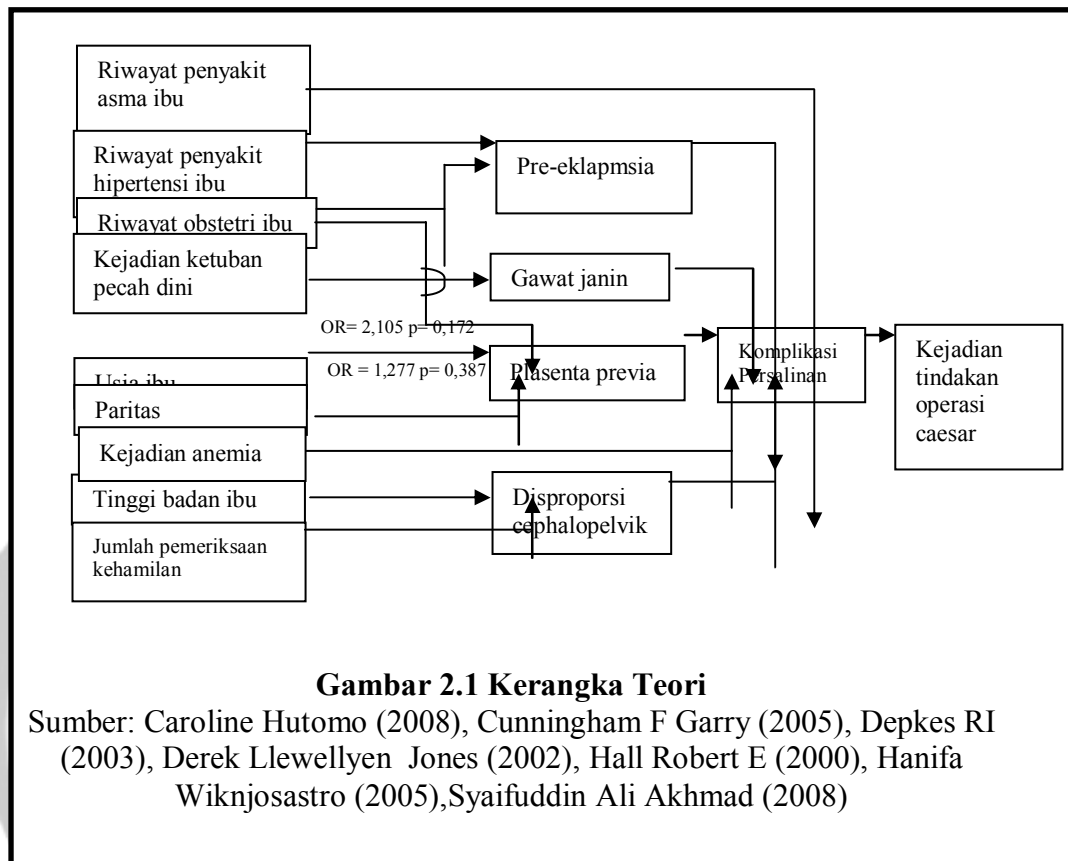 Riwayat penyakit
asma ibu
Riwayat penyakit
hipertensi ibu
Riwayat obstetri ibu
Kejadian ketuban
pecah dini
Usia ibu
Paritas
Kejadian anemia
Tinggi badan ibu
Jumlah pemeriksaan
kehamilan
OR= 2,105 p= 0,172
OR = 1,277 p= 0,387
Pre-eklapmsia
Gawat janin
Plasenta previa
Disproporsi
cephalopelvik
Komplikasi
Persalinan
Kejadian
tindakan
operasi
caesar
Gambar 2.1 Kerangka Teori
Sumber: Caroline Hutomo (2008), Cunningham F Garry (2005), Depkes RI
(2003), Derek Llewellyen Jones (2002), Hall Robert E (2000), Hanifa
Wiknjosastro (2005),Syaifuddin Ali Akhmad (2008)